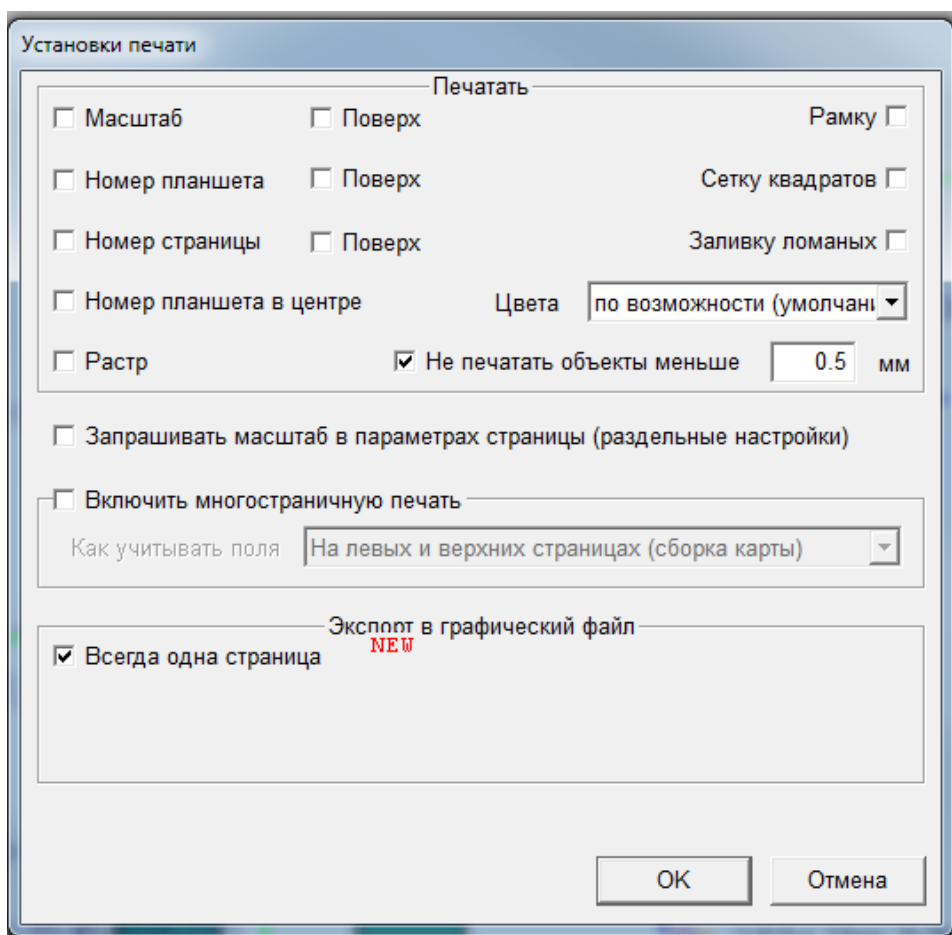 Установки печати
Печатать
Масштаб Поверх Рамку
Номер планшета Поверх Сетку квадратов
Номер страницы Поверх Заливку ломаных
Номер планшета в центре Цвета по возможности (умолчани
Растр Не печатать объекты меньше 0.5 мм
Запрашивать масштаб в параметрах страницы (раздельные настройки)
Включить многостраничную печать
Как учитывать поля На левых и верхних страницах (сборка карты)
Экспорт в графический файл
NEW
Всегда одна страница
OK Отмена